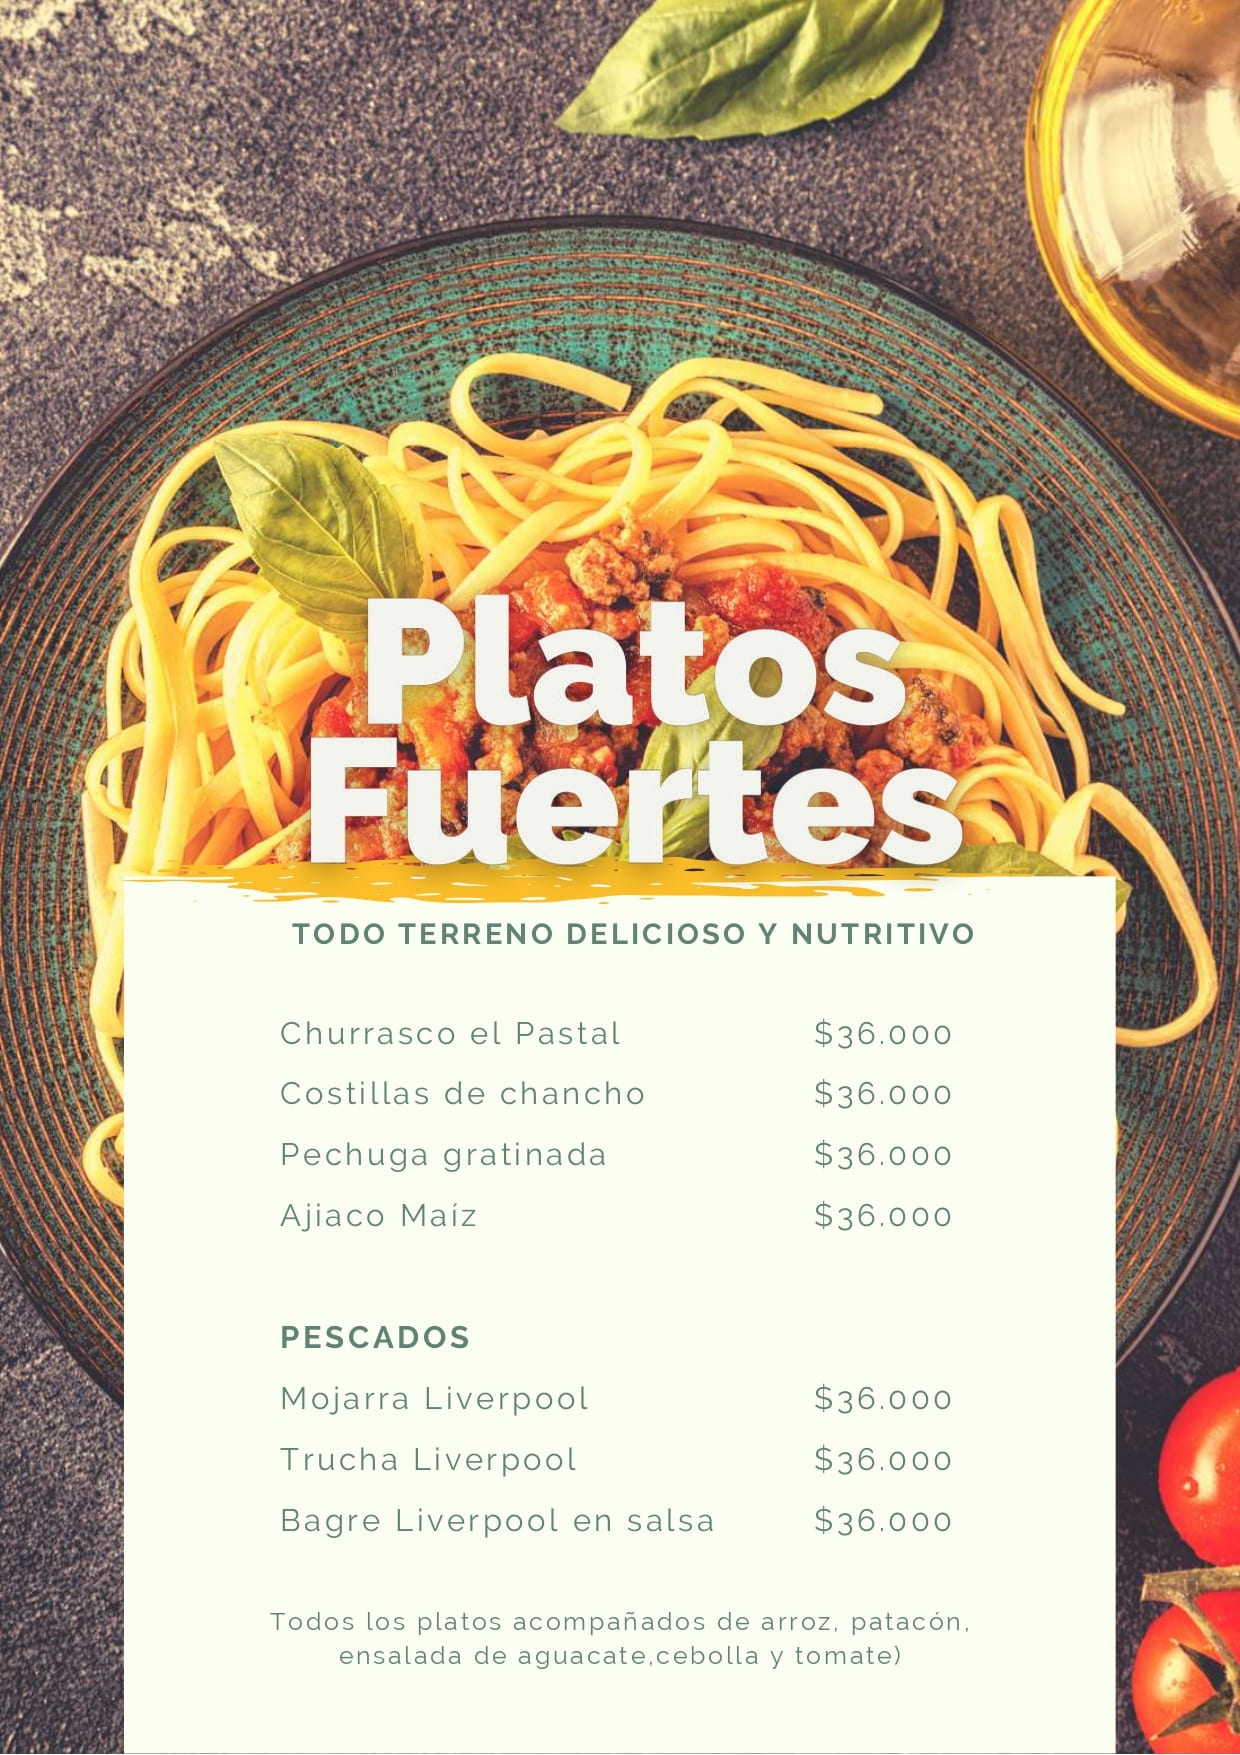 Platos
Fuertes
TODO TERRENO DELICIOSO Y NUTRITIVO
Churrasco el Pastal $36.000
Costillas de chancho $36.000
Pechuga gratinada $36.000
Ajiaco Maíz $36.000
PESCADOS
Mojarra Liverpool $36.000
Trucha Liverpool $36.000
Bagre Liverpool en salsa $36.000
Todos los platos acompañados de arroz, patacón,
ensalada de aguacate,cebolla y tomate)